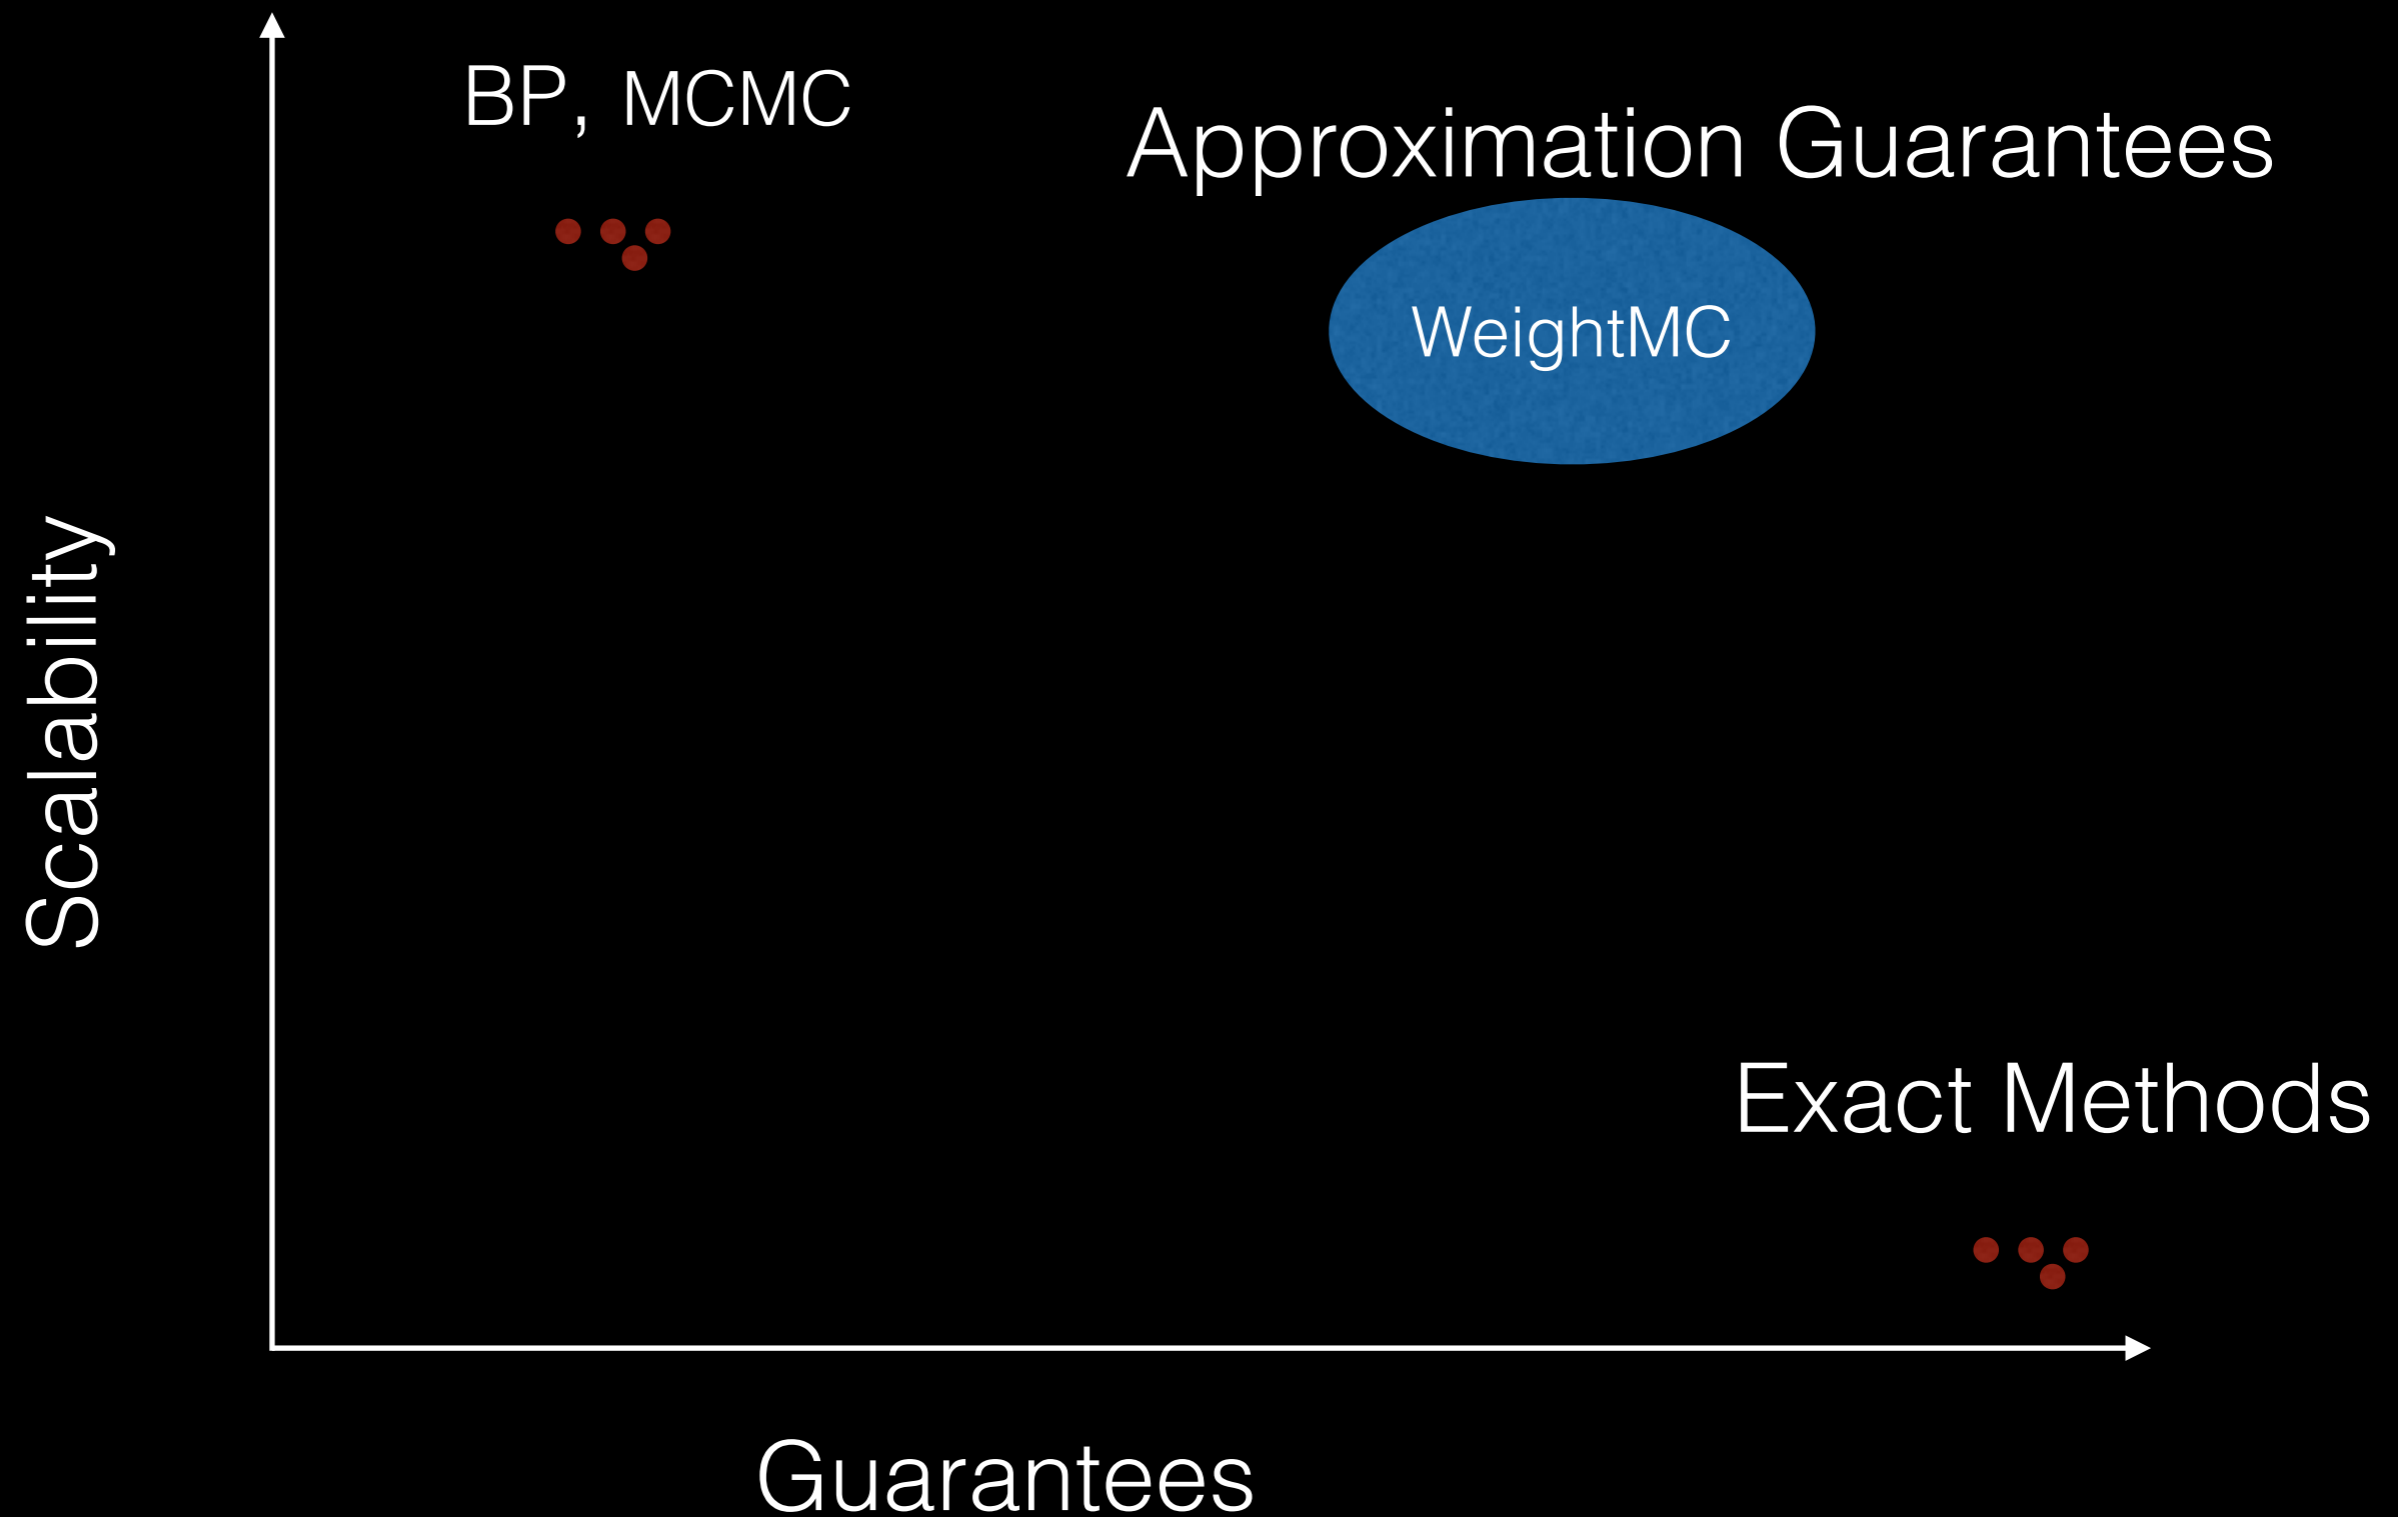 BP, MCMC
Approximation Guarantees
WeightMC
Scalability
Exact Methods
Guarantees